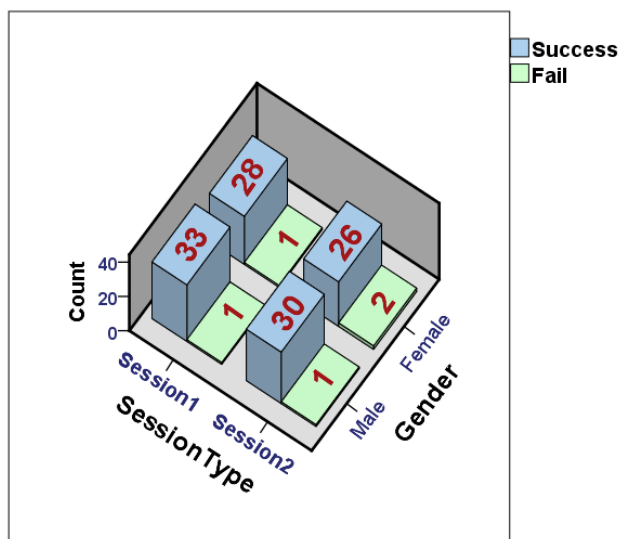 Success
Fail
28
1
33
26
1
2
30
1
40
20
0
Count
Session1
Session2
SessionType
Male
Female
Gender